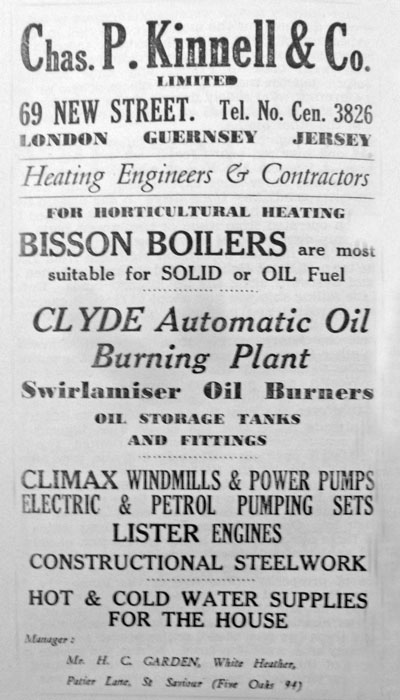 Chas. P. Kinnell & Co.
LIMITED
69 NEW STREET. Tel. No. Cen. 3826
LONDON GUERNSEY JERSEY
Heating Engineers & Contractors
FOR HORTICULTURAL HEATING
BISSON BOILERS are most
suitable for SOLID or OIL Fuel
CLYDE Automatic Oil
Burning Plant
Swirlamiser Oil Burners
OIL STORAGE TANKS
AND FITTINGS
CLIMAX WINDMILLS & POWER PUMPS
ELECTRIC & PETROL PUMPING SETS
LISTER ENGINES
CONSTRUCTIONAL STEELWORK
HOT & COLD WATER SUPPLIES
FOR THE HOUSE
Manager:
Mr. H. C. GARDEN, White Heather,
Patier Lane, St Saviour (Five Oaks 94)